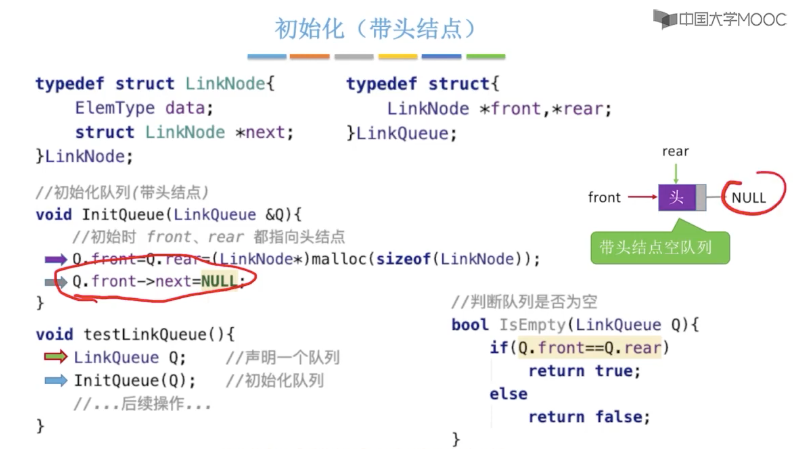 初始化（带头结点）
中国大学MOOC
typedef struct LinkNode{
ElemType data;
struct LinkNode *next;
}LinkNode;
typedef struct{
LinkNode *front,*rear;
}LinkQueue;
//初始化队列(带头结点)
void InitQueue(LinkQueue &Q){
//初始时 front、rear 都指向头结点
Q.front=Q.rear=(LinkNode*)malloc(sizeof(LinkNode));
Q.front->next=NULL;
}
void testLinkQueue(){
LinkQueue Q; //声明一个队列
InitQueue(Q); //初始化队列
//...后续操作...
}
rear
front 头 NULL
带头结点空队列
//判断队列是否为空
bool IsEmpty(LinkQueue Q){
if(Q.front==Q.rear)
return true;
else
return false;
}